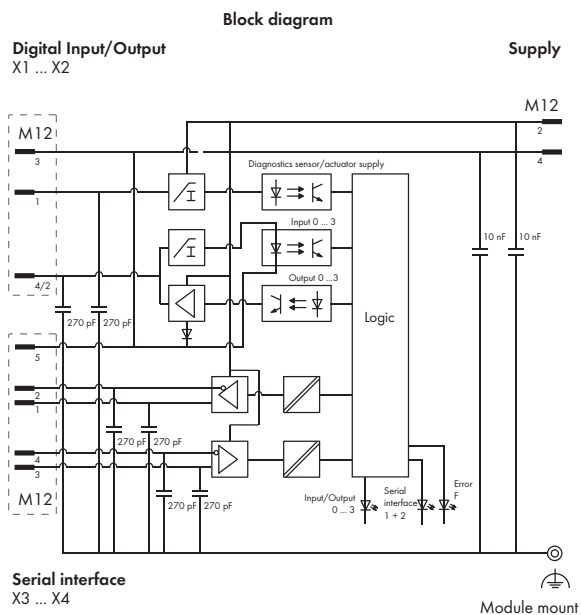 Block diagram
Digital Input/Output
X1 ... X2
Supply
M12
2
4
M12
3
1
4/2
Diagnostics sensor/actuator supply
Input 0 ... 3
Output 0 ...3
Logic
10 nF
10 nF
270 pF
270 pF
5
2
1
4
3
M12
270 pF
270 pF
270 pF
270 pF
Input/Output
0 ... 3
Serial
interface
1 + 2
Error
F
Serial interface
X3 ... X4
Module mount